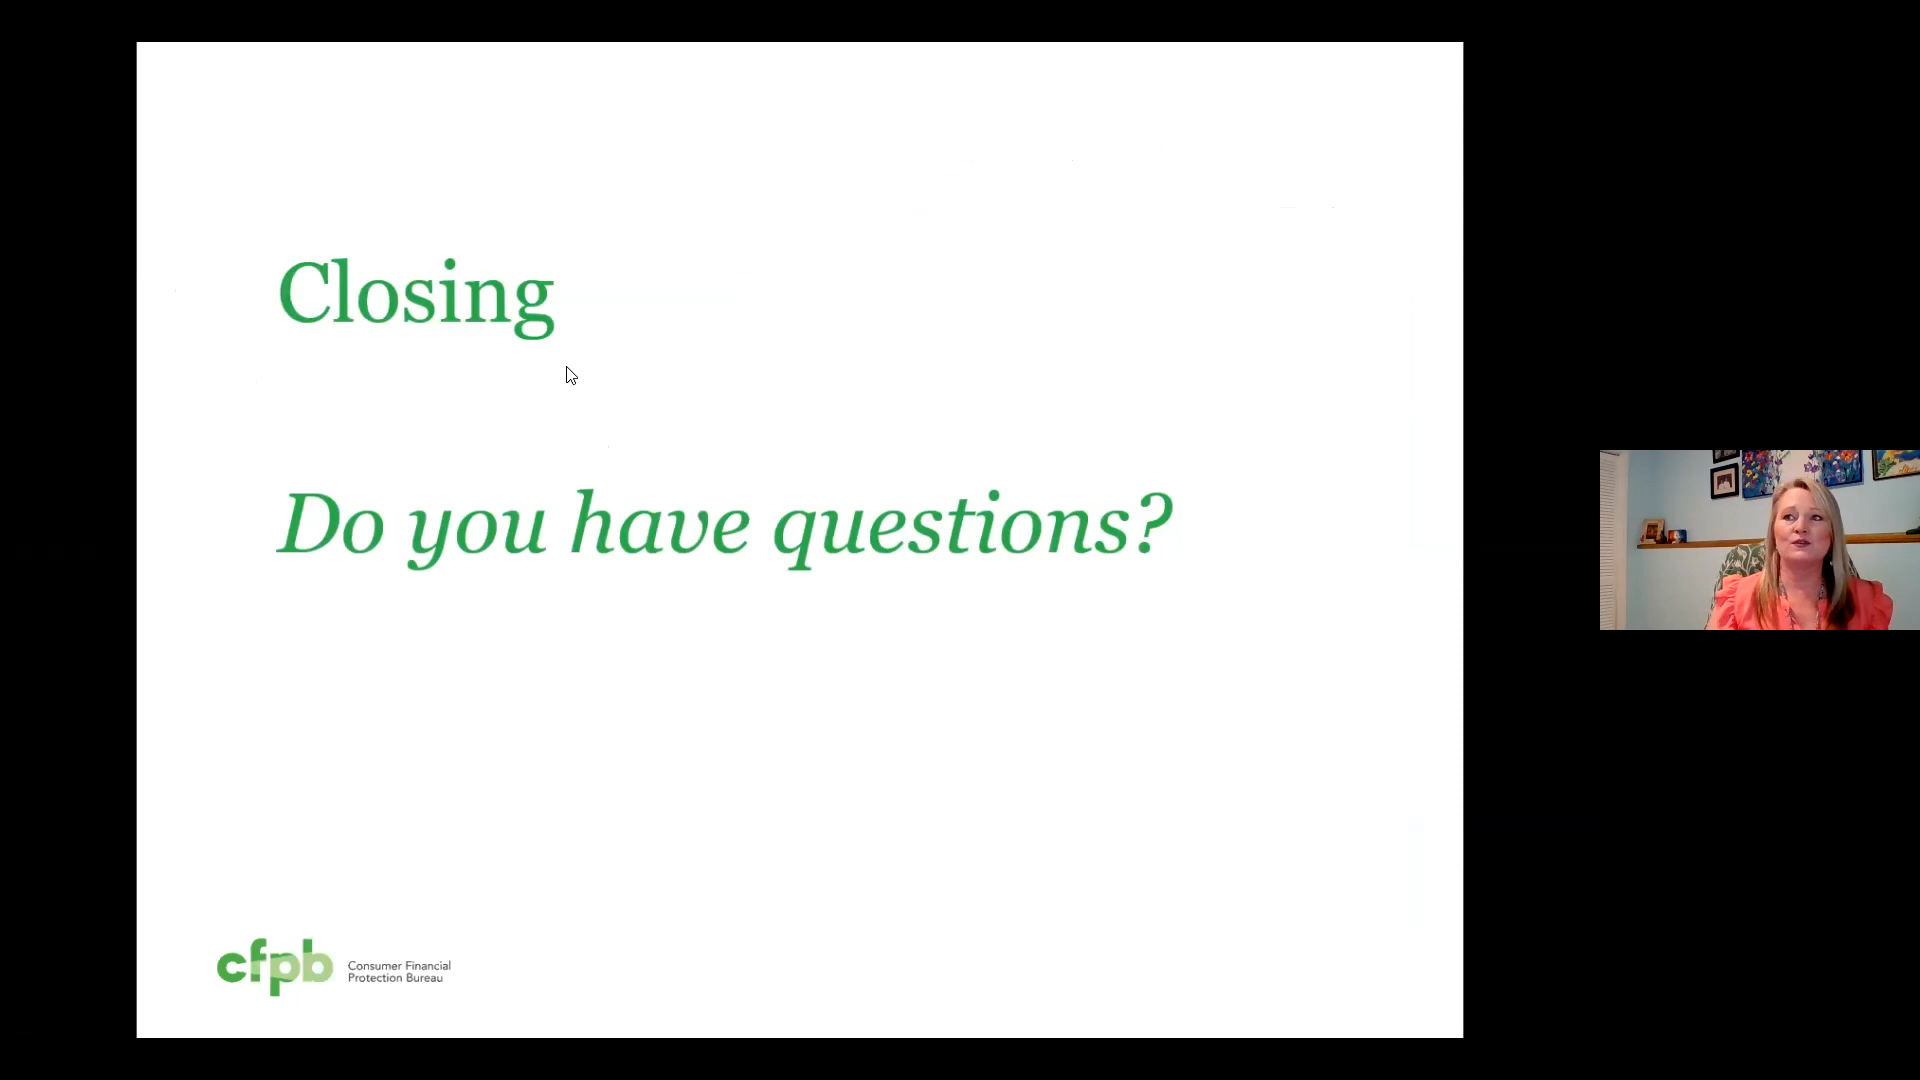 Closing
Do you have questions?
cfpb
Consumer Financial
Protection Bureau